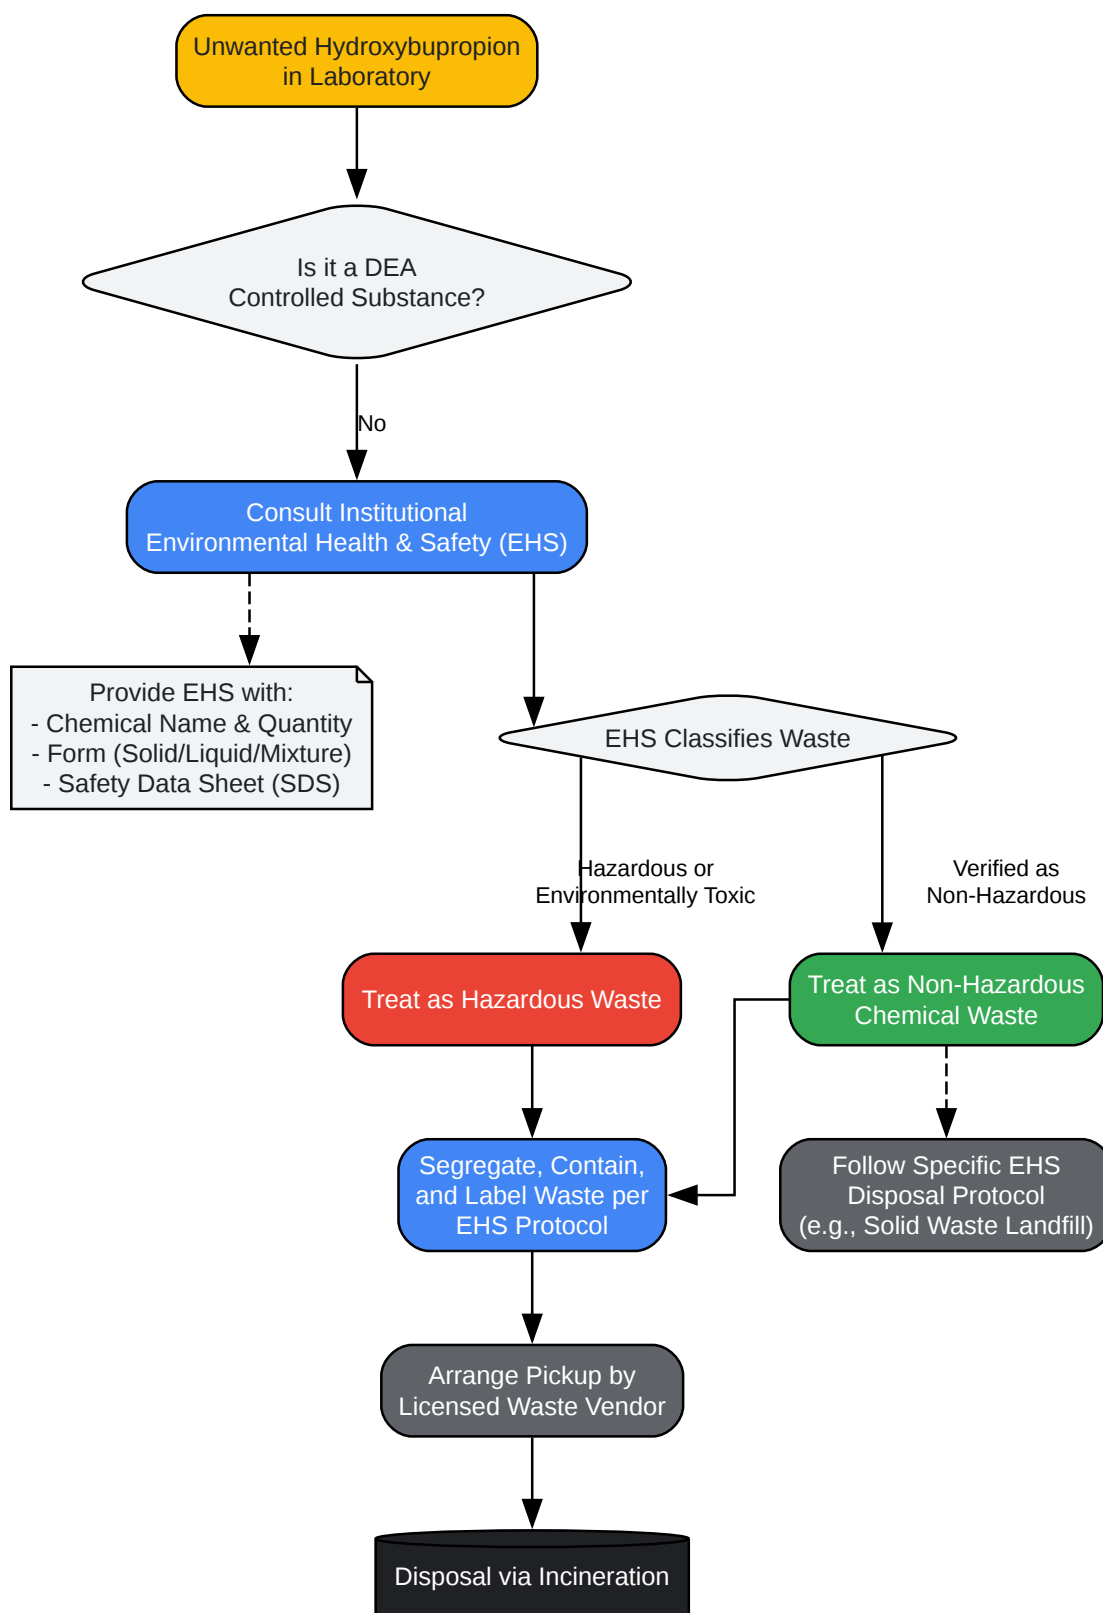 Unwanted Hydroxybupropion
in Laboratory
Is it a DEA
Controlled Substance?
No
Consult Institutional
Environmental Health & Safety (EHS)
Provide EHS with:
- Chemical Name & Quantity
- Form (Solid/Liquid/Mixture)
- Safety Data Sheet (SDS)
EHS Classifies Waste
Hazardous or
Environmentally Toxic
Verified as
Non-Hazardous
Treat as Hazardous Waste
Treat as Non-Hazardous
Chemical Waste
Segregate, Contain,
and Label Waste per
EHS Protocol
Follow Specific EHS
Disposal Protocol
(e.g., Solid Waste Landfill)
Arrange Pickup by
Licensed Waste Vendor
Disposal via Incineration